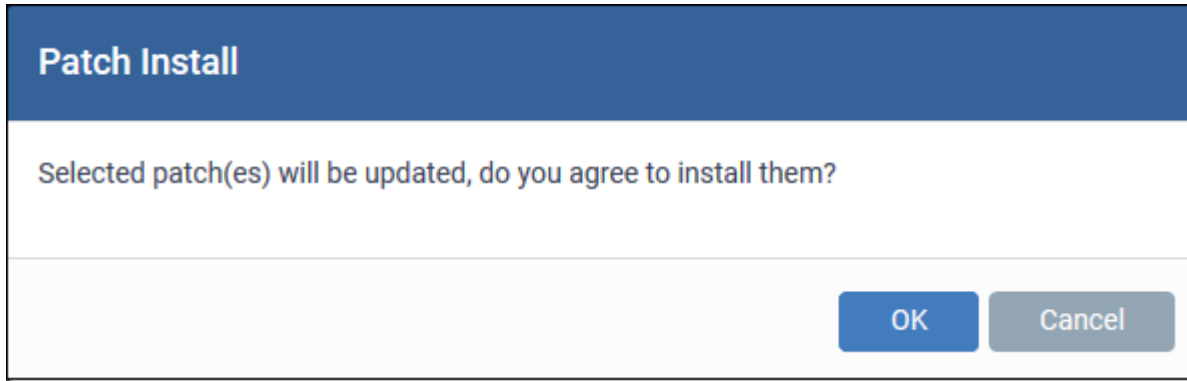 Patch Install
Selected patch(es) will be updated, do you agree to install them?
OK
Cancel